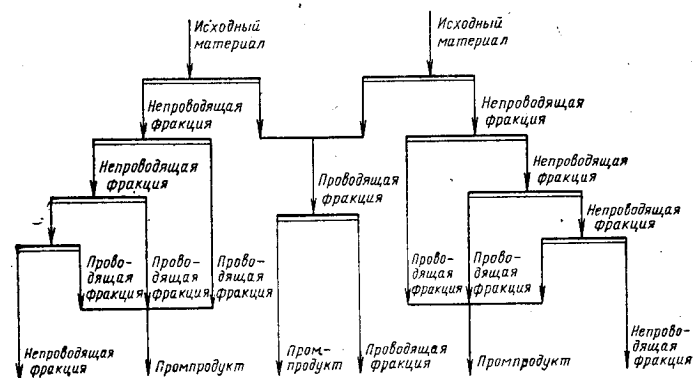 Исходный
материал
Исходный
материал
Непроводящая
фракция
Непроводящая
фракция
Непроводящая
фракция
Проводящая
фракция
Непроводящая
фракция
Непроводящая
фракция
Прово-
дящая
фракция
Прово-
дящая
фракция
Прово-
дящая
фракция
Прово-
дящая
фракция
Прово-
дящая
фракция
Непроводящая
фракция
Промпродукт
Пром-
продукт
Проводящая
фракция
Промпродукт
Непрово-
дящая
фракция